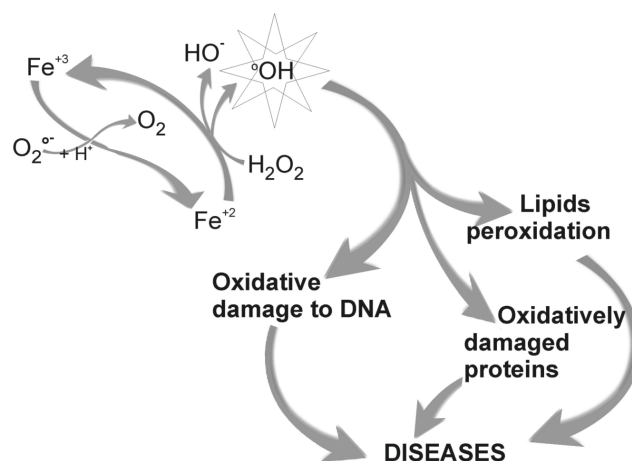 HO⁻
°OH
Fe⁺³
O₂
O₂°⁻ + H⁺
H₂O₂
Fe⁺²
Lipids
peroxidation
Oxidative
damage to DNA
Oxidatively
damaged
proteins
DISEASES